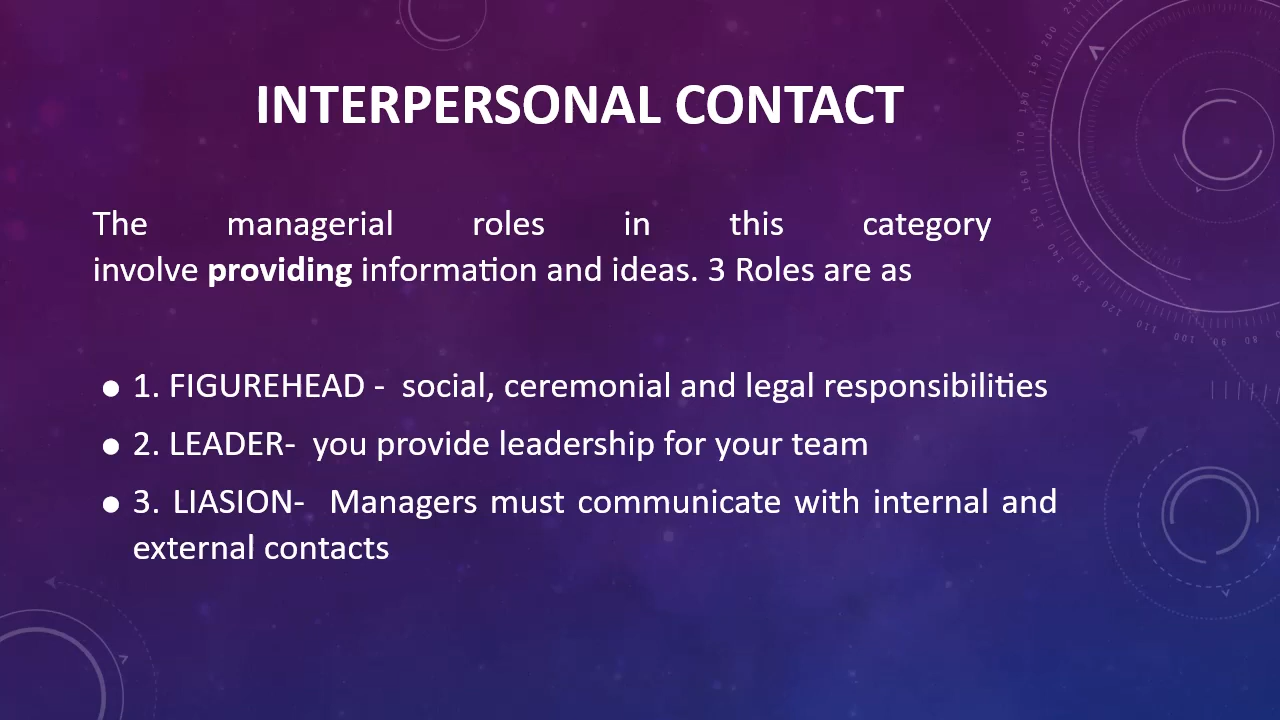 INTERPERSONAL CONTACT
The managerial roles in this category
involve providing information and ideas. 3 Roles are as
• 1. FIGUREHEAD - social, ceremonial and legal responsibilities
• 2. LEADER- you provide leadership for your team
• 3. LIASION- Managers must communicate with internal and
external contacts